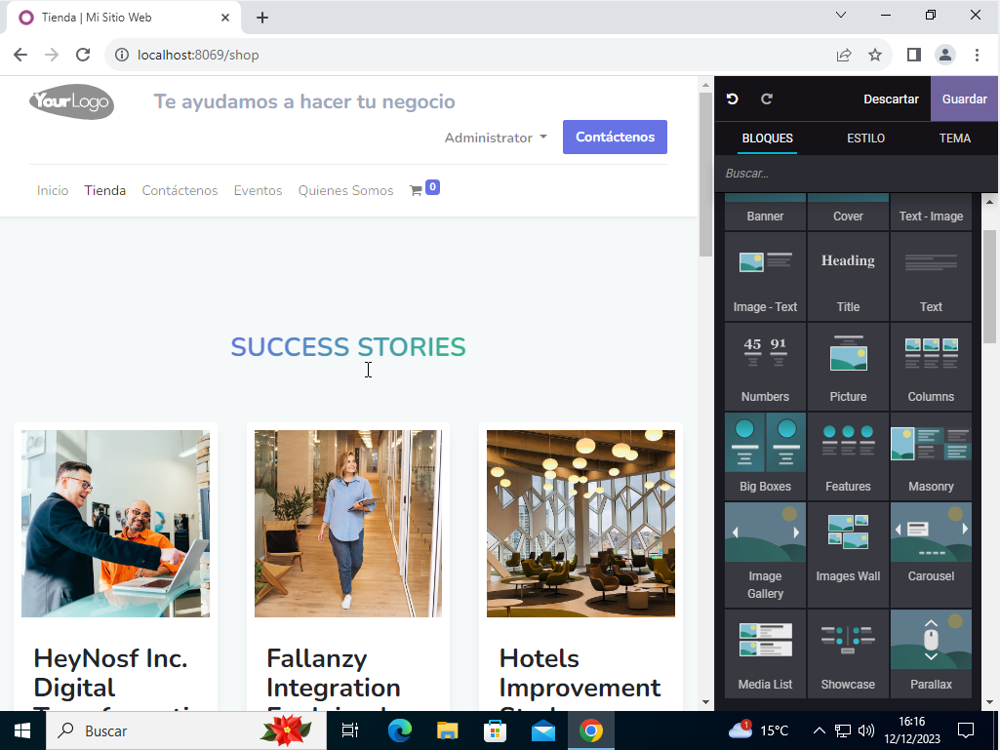 Tienda | Mi Sitio Web
localhost:8069/shop
YourLogo
Te ayudamos a hacer tu negocio
Administrator
Contáctenos
Inicio
Tienda
Contáctenos
Eventos
Quienes Somos
0
SUCCESS STORIES
HeyNosf Inc.
Digital
Fallanzy
Integration
Hotels
Improvement
Descartar
Guardar
BLOQUES
ESTILO
TEMA
Buscar...
Banner
Cover
Text - Image
Image - Text
Heading
Title
Text
45 91
Numbers
Picture
Columns
Big Boxes
Features
Masonry
Image
Gallery
Images Wall
Carousel
Media List
Showcase
Parallax
Buscar
1
15°C
16:16
12/12/2023